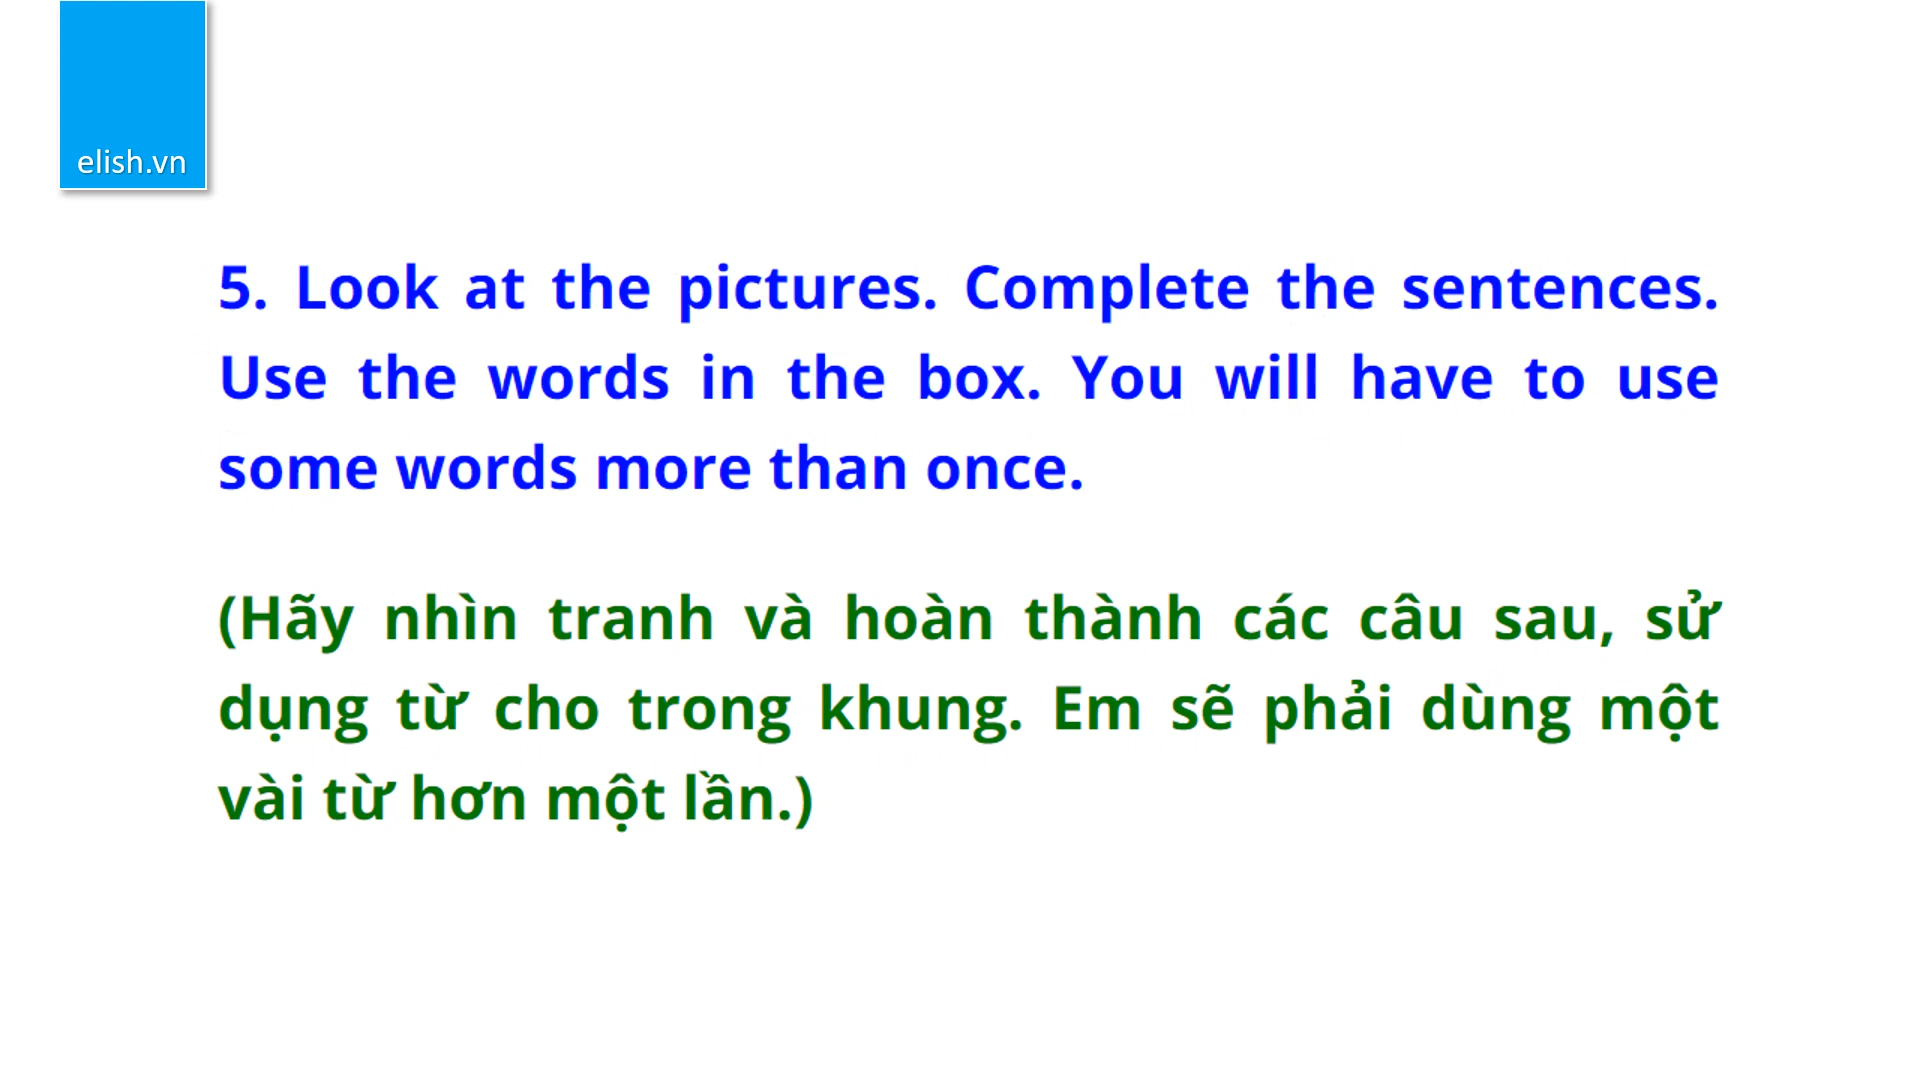 elish.vn
5. Look at the pictures. Complete the sentences.
Use the words in the box. You will have to use
some words more than once.
(Hãy nhìn tranh và hoàn thành các câu sau, sử
dụng từ cho trong khung. Em sẽ phải dùng một
vài từ hơn một lần.)